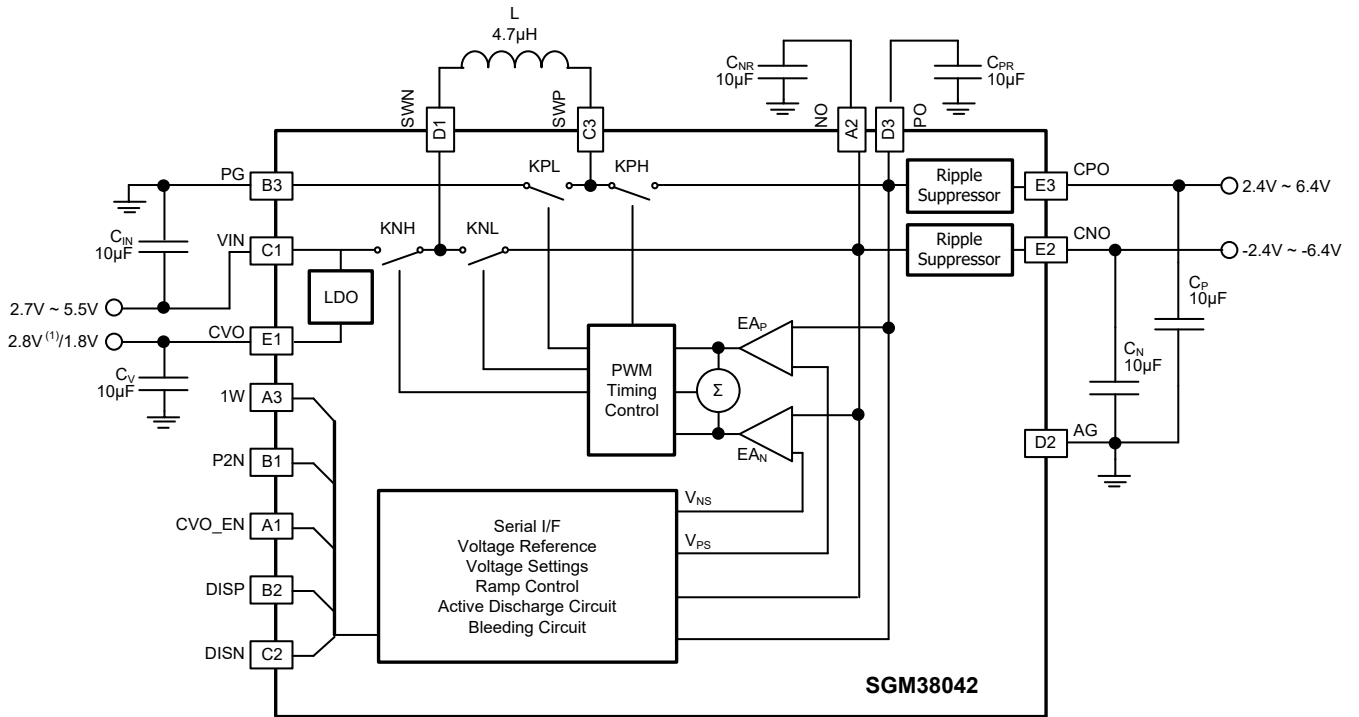 L
4.7µH
CNR
10µF
CPR
10µF
SWN
D1
SWP
C3
NO
A2
D3
PO
PG
B3
KPL
KPH
Ripple
Suppressor
E3
CPO
2.4V ~ 6.4V
CIN
10µF
VIN
C1
KNH
KNL
Ripple
Suppressor
E2
CNO
-2.4V ~ -6.4V
LDO
2.7V ~ 5.5V
2.8V (1)/1.8V
CVO
E1
CV
10µF
PWM
Timing
Control
EAP
Σ
EAN
CP
10µF
CN
10µF
1W
A3
P2N
B1
CVO_EN
A1
DISP
B2
DISN
C2
D2
AG
VNS
VPS
Serial I/F
Voltage Reference
Voltage Settings
Ramp Control
Active Discharge Circuit
Bleeding Circuit
SGM38042